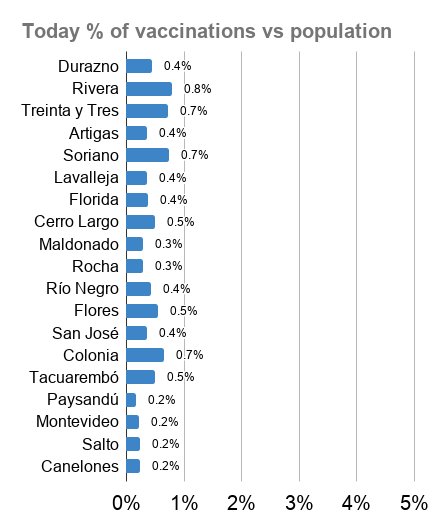 Today % of vaccinations vs population
Durazno 0.4%
Rivera 0.8%
Treinta y Tres 0.7%
Artigas 0.4%
Soriano 0.7%
Lavalleja 0.4%
Florida 0.4%
Cerro Largo 0.5%
Maldonado 0.3%
Rocha 0.3%
Río Negro 0.4%
Flores 0.5%
San José 0.4%
Colonia 0.7%
Tacuarembó 0.5%
Paysandú 0.2%
Montevideo 0.2%
Salto 0.2%
Canelones 0.2%
0% 1% 2% 3% 4% 5%